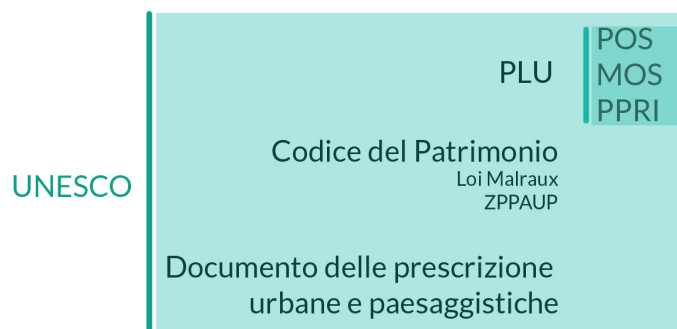 UNESCO
PLU
POS
MOS
PPRI
Codice del Patrimonio
Loi Malraux
ZPPAUP
Documento delle prescrizione
urbane e paesaggistiche